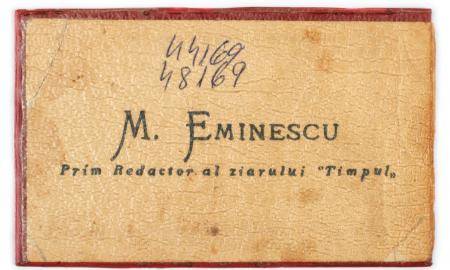 44169
48169
M. EMINESCU
Prim Redactor al ziarului "Timpul„